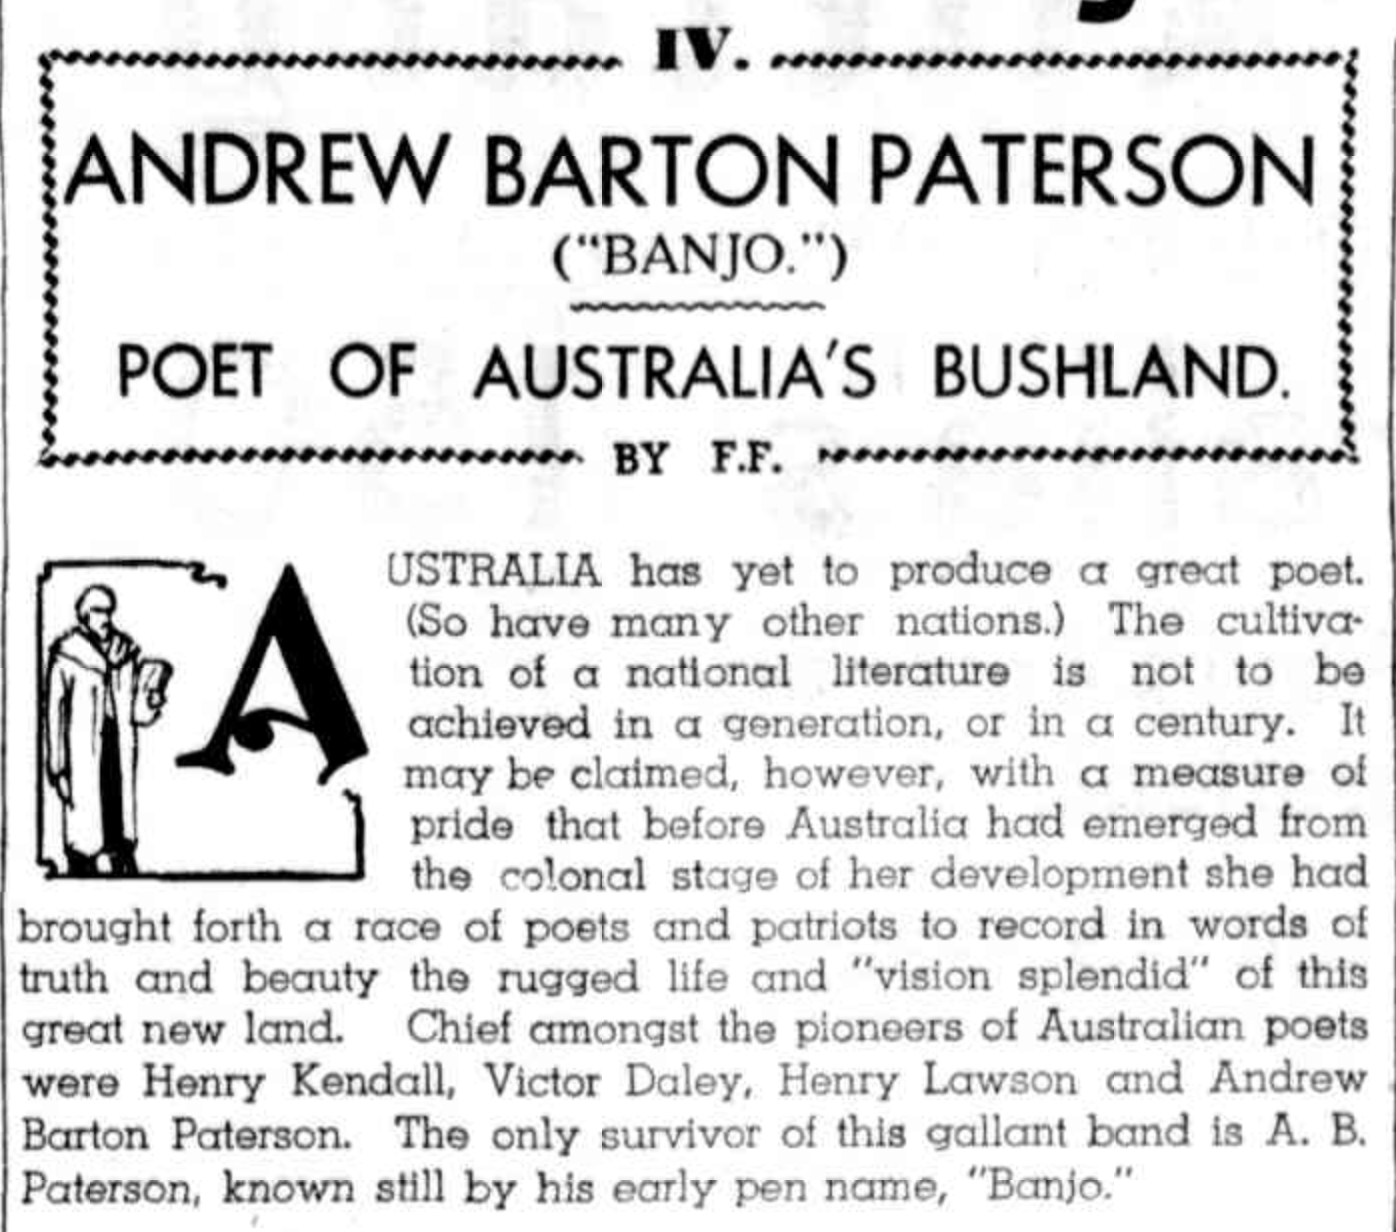 IV.
ANDREW BARTON PATERSON
("BANJO.")
POET OF AUSTRALIA'S BUSHLAND.
BY F.F.
AUSTRALIA has yet to produce a great poet.
(So have many other nations.) The cultiva-
tion of a national literature is not to be
achieved in a generation, or in a century. It
may be claimed, however, with a measure of
pride that before Australia had emerged from
the colonal stage of her development she had
brought forth a race of poets and patriots to record in words of
truth and beauty the rugged life and "vision splendid" of this
great new land. Chief amongst the pioneers of Australian poets
were Henry Kendall, Victor Daley, Henry Lawson and Andrew
Barton Paterson. The only survivor of this gallant band is A. B.
Paterson, known still by his early pen name, "Banjo."